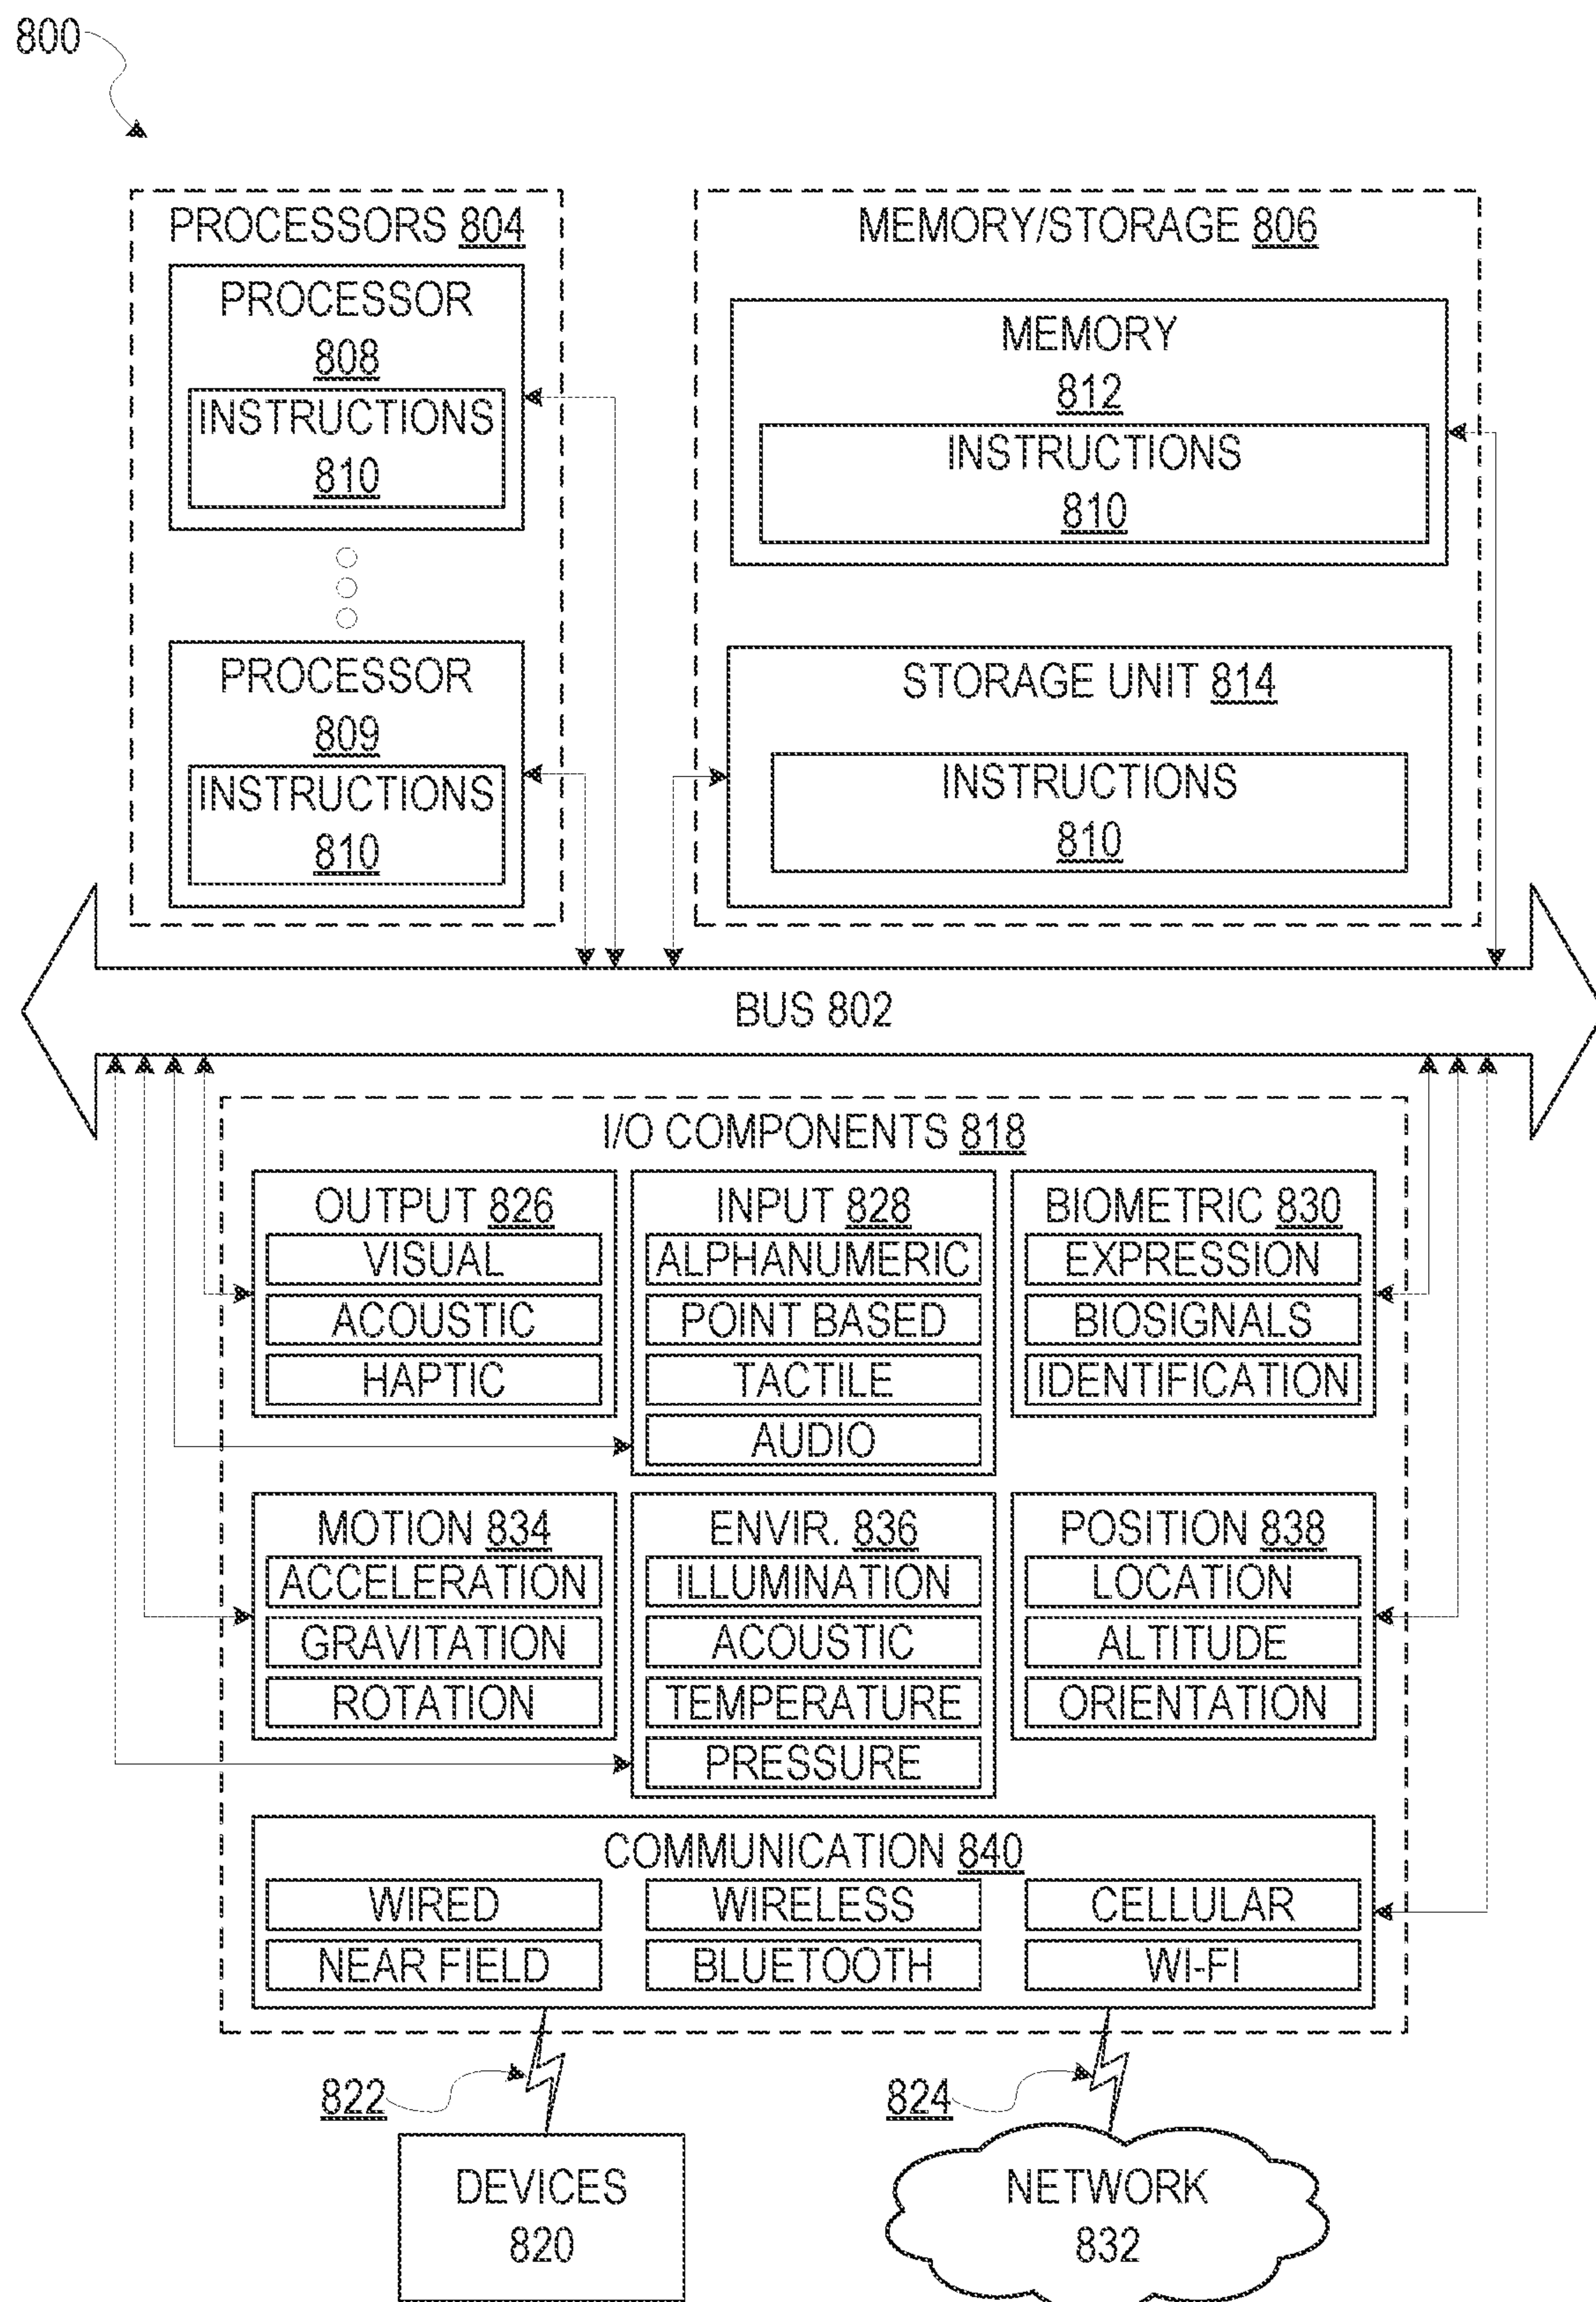 800
PROCESSORS 804
PROCESSOR
808
INSTRUCTIONS
810
PROCESSOR
809
INSTRUCTIONS
810
MEMORY/STORAGE 806
MEMORY
812
INSTRUCTIONS
810
STORAGE UNIT 814
INSTRUCTIONS
810
BUS 802
I/O COMPONENTS 818
OUTPUT 826
VISUAL
ACOUSTIC
HAPTIC
INPUT 828
ALPHANUMERIC
POINT BASED
TACTILE
AUDIO
BIOMETRIC 830
EXPRESSION
BIOSIGNALS
IDENTIFICATION
MOTION 834
ACCELERATION
GRAVITATION
ROTATION
ENVIR. 836
ILLUMINATION
ACOUSTIC
TEMPERATURE
PRESSURE
POSITION 838
LOCATION
ALTITUDE
ORIENTATION
COMMUNICATION 840
WIRED
WIRELESS
CELLULAR
NEAR FIELD
BLUETOOTH
WI-FI
822
824
DEVICES
820
NETWORK
832